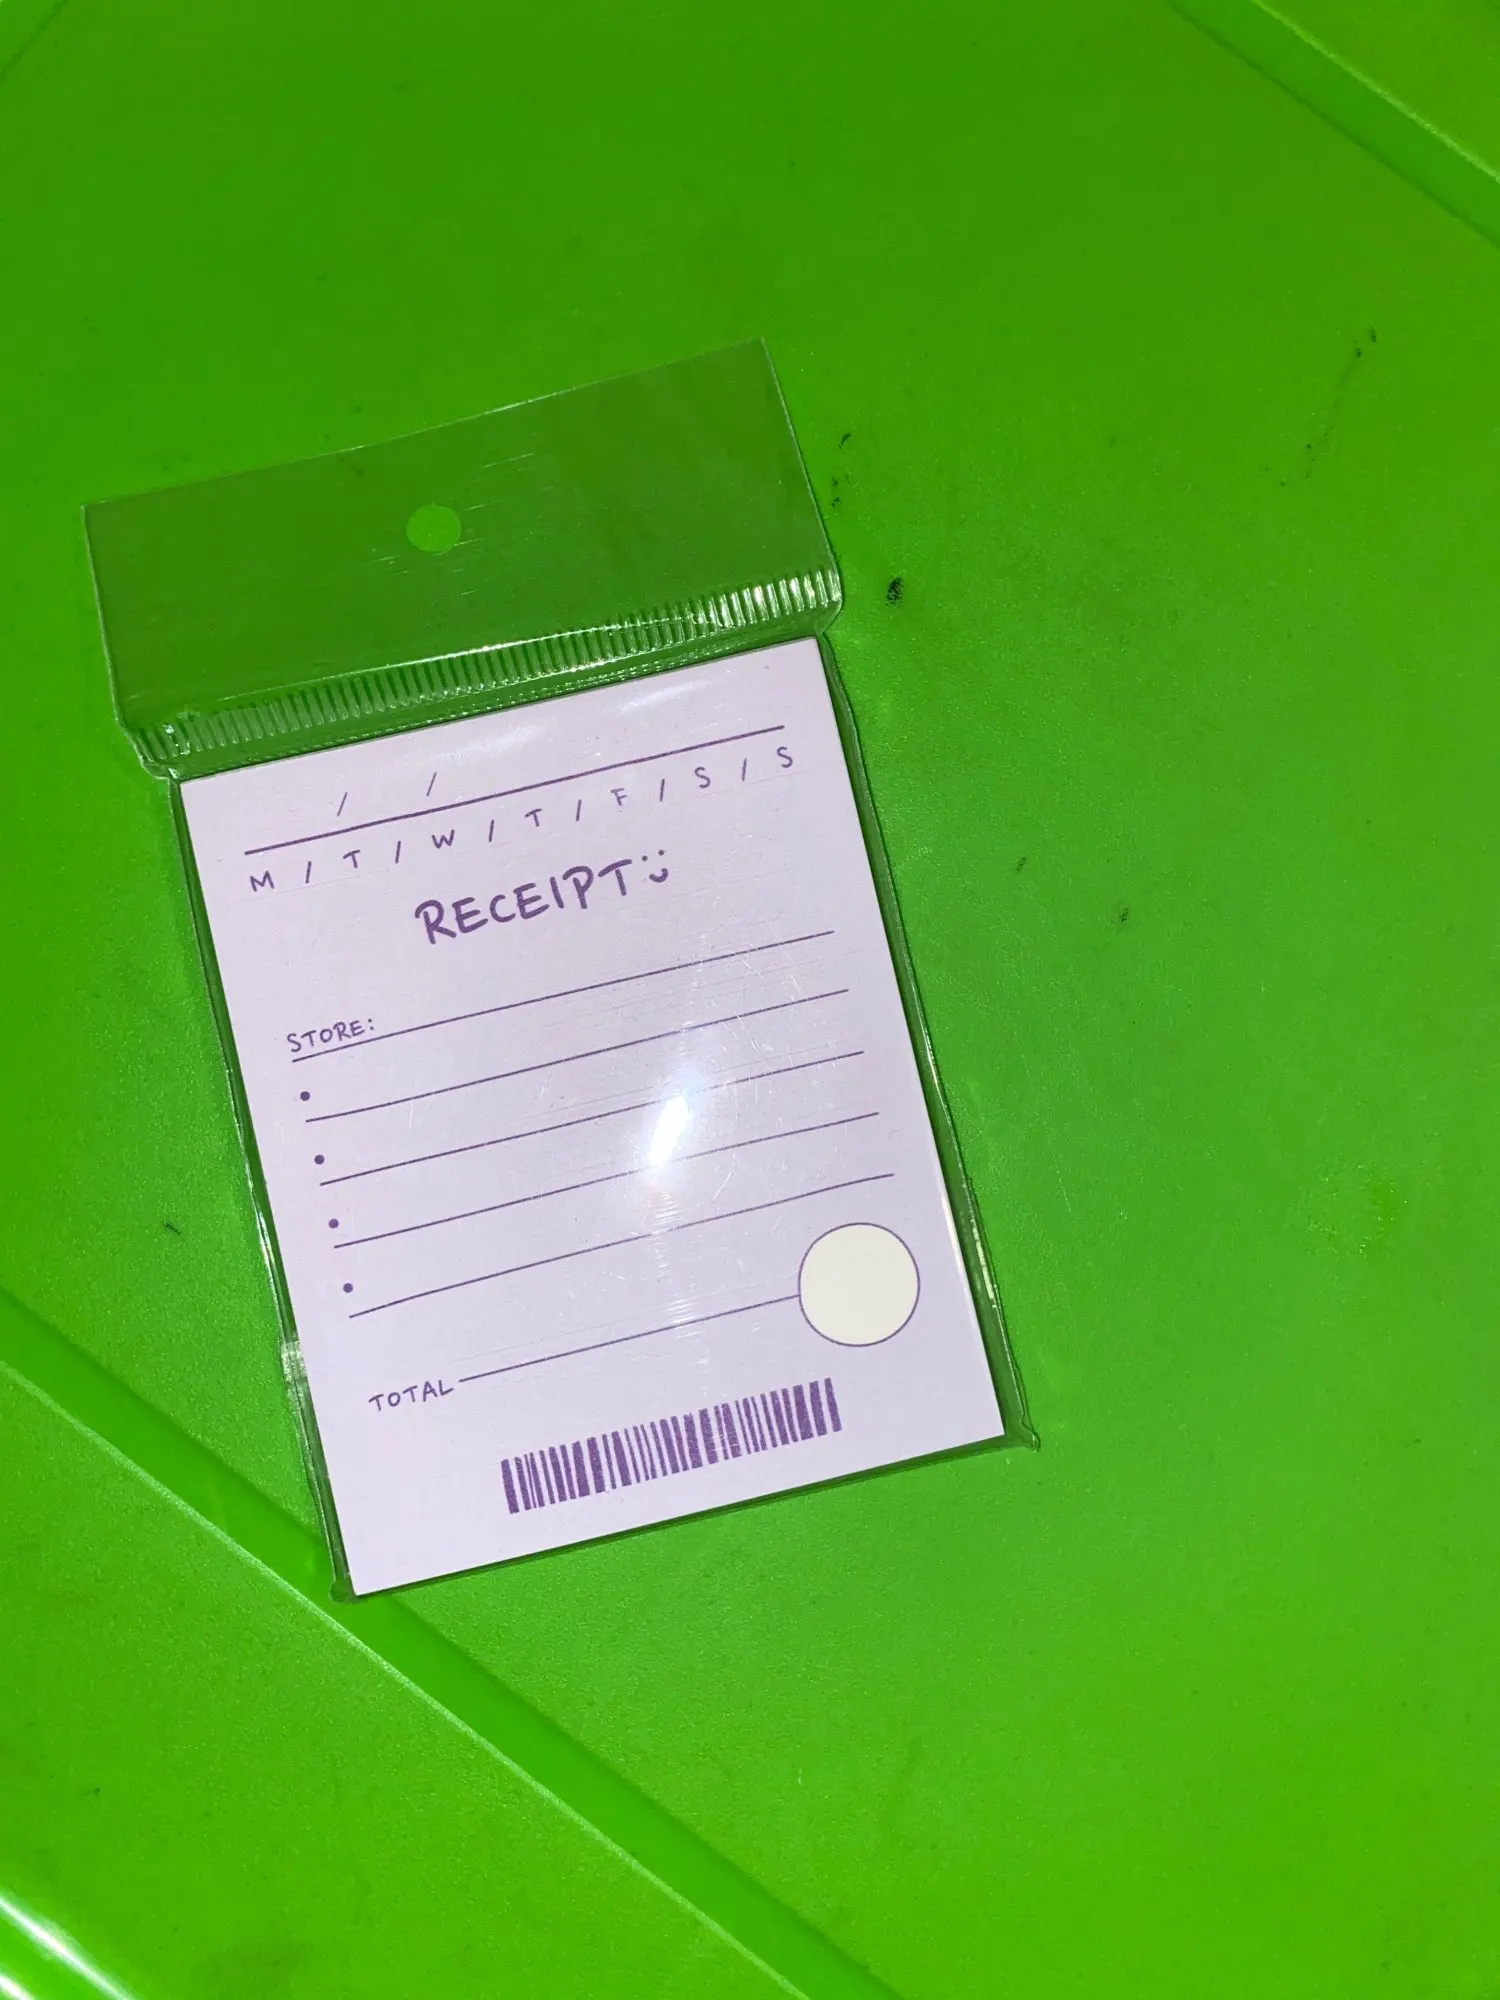 / /
M / T / W / T / F / S / S
RECEIPT
STORE:
•
•
•
•
TOTAL